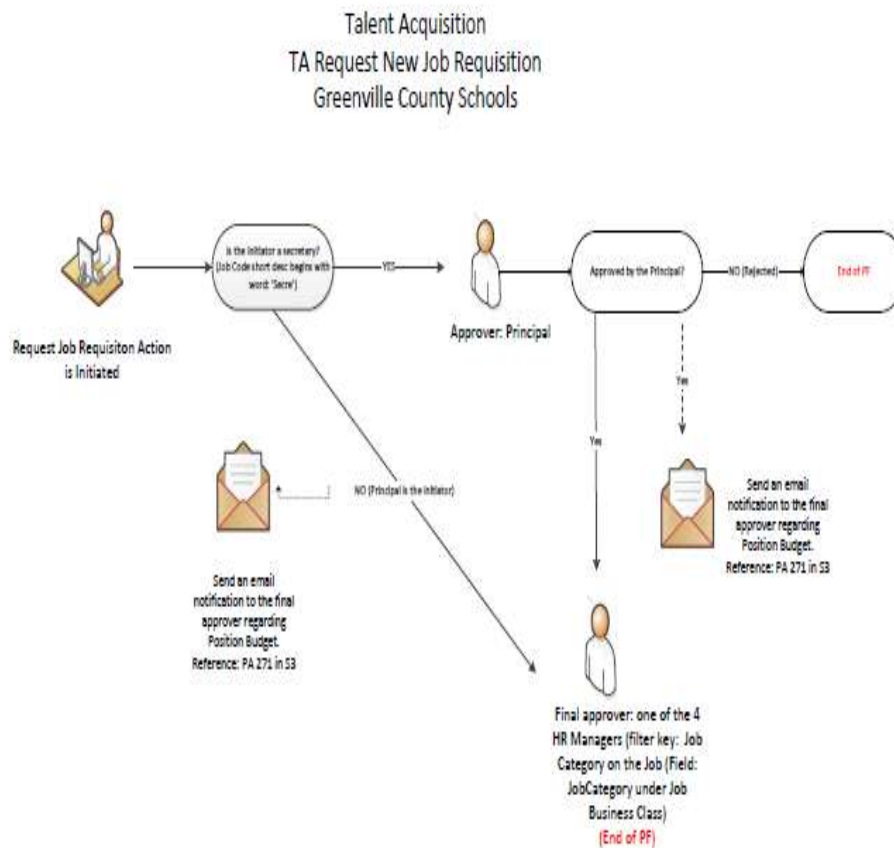 Talent Acquisition
TA Request New Job Requisition
Greenville County Schools
Is the initiator a secretary?
(Job Code short desc begins with
word: 'Secre')
YES
Approved by the Principal?
NO (Rejected)
End of PF
Approver: Principal
Request Job Requisiton Action
is Initiated
Yes
Yes
NO (Principal is the initiator)
Send an email
notification to the final
approver regarding
Position Budget.
Reference: PA 271 in S3
Send an email
notification to the final
approver regarding
Position Budget.
Reference: PA 271 in S3
Final approver: one of the 4
HR Managers (filter key: Job
Category on the Job (Field:
JobCategory under Job
Business Class)
(End of PF)